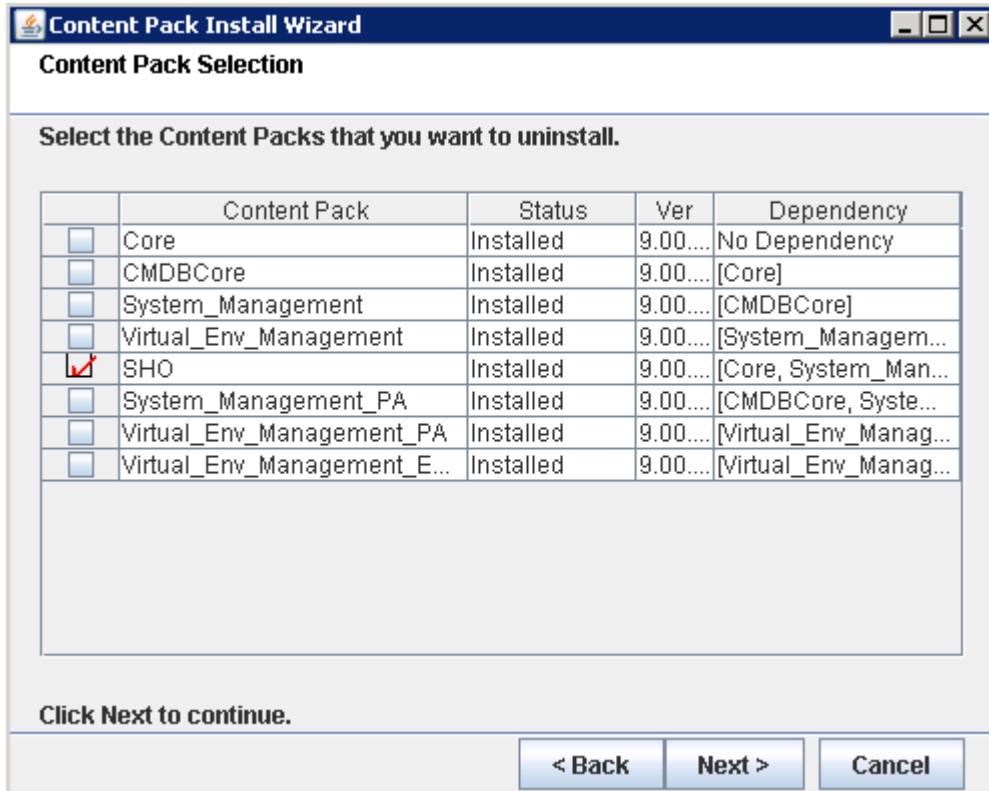 Content Pack Install Wizard
Content Pack Selection
Select the Content Packs that you want to uninstall.
Content Pack Status Ver Dependency
Core Installed 9.00.... No Dependency
CMDBCore Installed 9.00.... [Core]
System_Management Installed 9.00.... [CMDBCore]
Virtual_Env_Management Installed 9.00.... [System_Managem...
SHO Installed 9.00.... [Core, System_Man...
System_Management_PA Installed 9.00.... [CMDBCore, Syste...
Virtual_Env_Management_PA Installed 9.00.... [Virtual_Env_Manag...
Virtual_Env_Management_E... Installed 9.00.... [Virtual_Env_Manag...
Click Next to continue.
< Back Next > Cancel